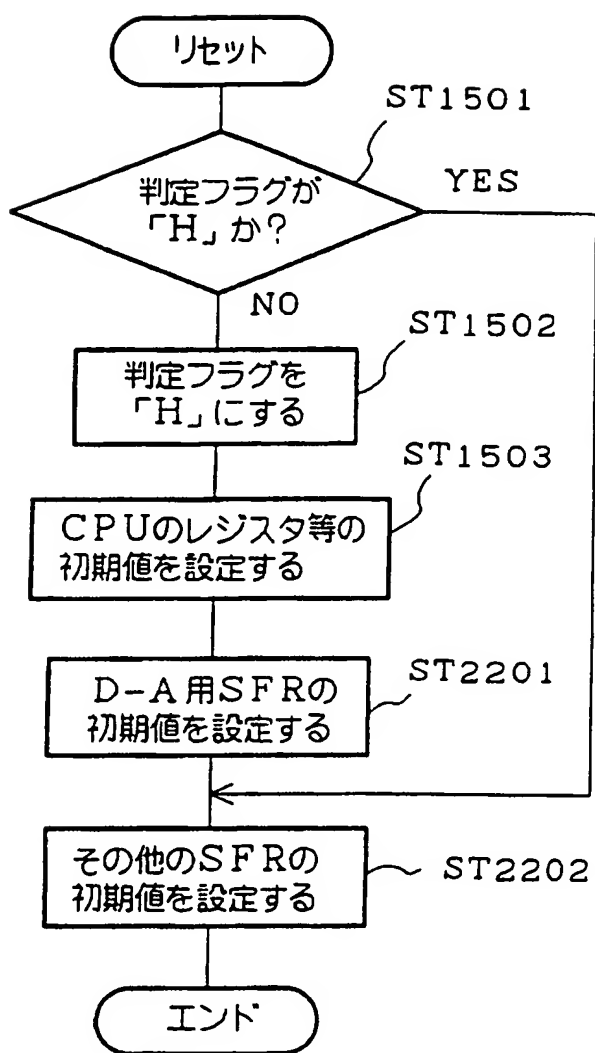 リセット
ST1501
判定フラグが
「H」か?
YES
NO
ST1502
判定フラグを
「H」にする
ST1503
CPUのレジスタ等の
初期値を設定する
ST2201
D-A用SFRの
初期値を設定する
その他のSFRの
初期値を設定する
ST2202
エンド